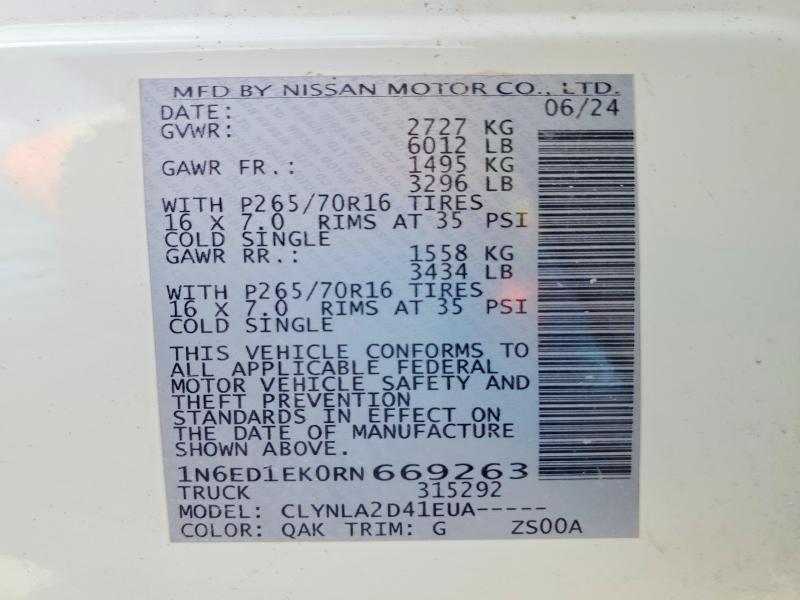 MFD BY NISSAN MOTOR CO., LTD.
DATE: 06/24
GVWR: 2727 KG
6012 LB
GAWR FR.: 1495 KG
3296 LB
WITH P265/70R16 TIRES
16 X 7.0 RIMS AT 35 PSI
COLD SINGLE
GAWR RR.: 1558 KG
3434 LB
WITH P265/70R16 TIRES
16 X 7.0 RIMS AT 35 PSI
COLD SINGLE
THIS VEHICLE CONFORMS TO
ALL APPLICABLE FEDERAL
MOTOR VEHICLE SAFETY AND
THEFT PREVENTION
STANDARDS IN EFFECT ON
THE DATE OF MANUFACTURE
SHOWN ABOVE.
1N6ED1EK0RN669263
TRUCK 315292
MODEL: CLYNLA2D41EUA-----
COLOR: QAK TRIM: G ZS00A